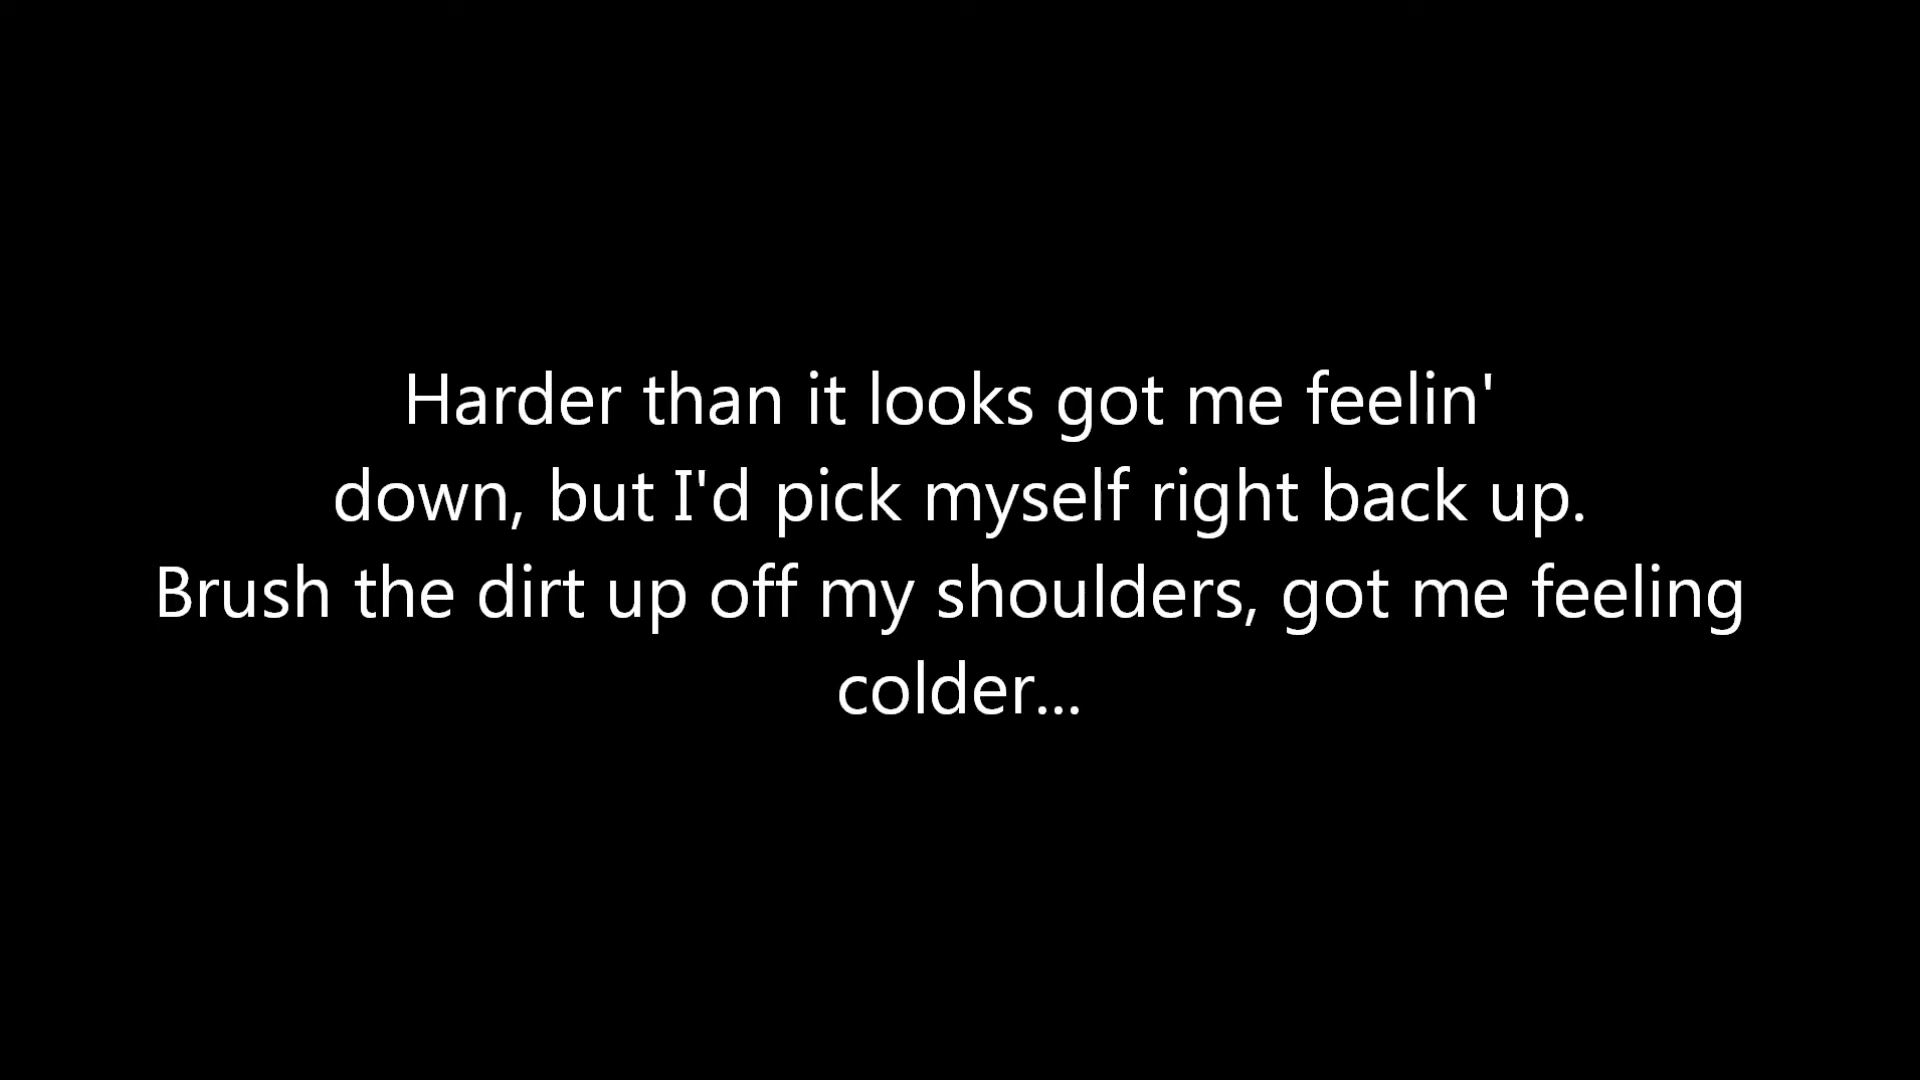 Harder than it looks got me feelin'
down, but I'd pick myself right back up.
Brush the dirt up off my shoulders, got me feeling
colder...